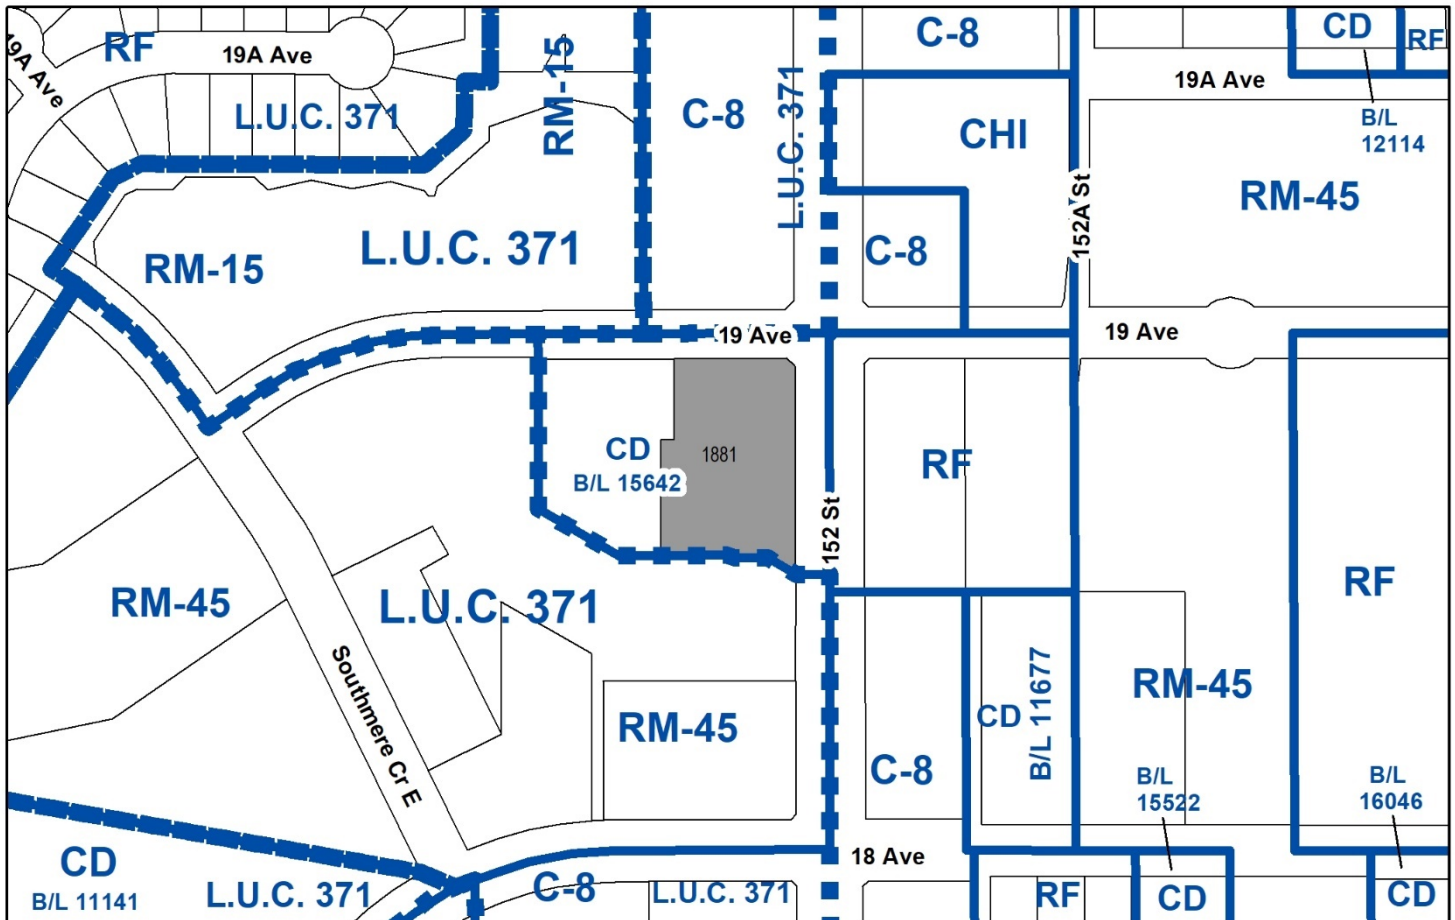 RF
19A Ave
19A Ave
L.U.C. 371
RM-15
C-8
L.U.C. 371
C-8
CD
RF
19A Ave
B/L
12114
CHI
152A St
RM-45
L.U.C. 371
RM-15
C-8
19 Ave
19 Ave
CD
B/L 15642
1881
152 St
RF
RF
RM-45
L.U.C. 371
Southmere Cr E
RM-45
C-8
CD
B/L 11677
RM-45
B/L
15522
B/L
16046
18 Ave
CD
B/L 11141
L.U.C. 371
C-8
L.U.C. 371
RF
CD
CD